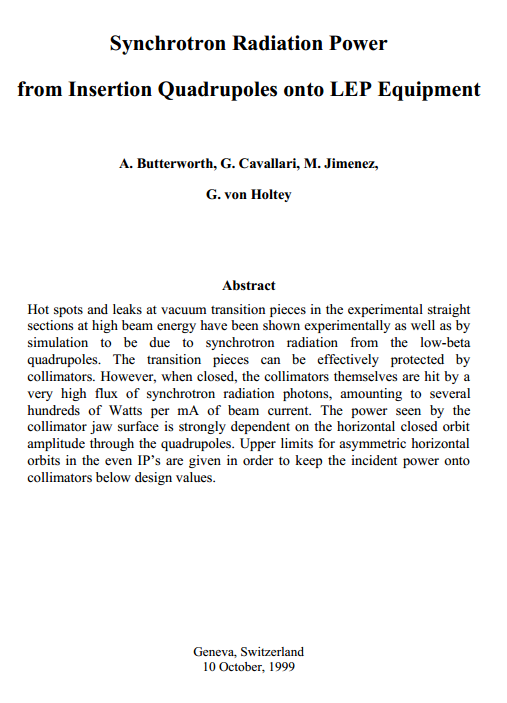 Synchrotron Radiation Power
from Insertion Quadrupoles onto LEP Equipment
A. Butterworth, G. Cavallari, M. Jimenez,
G. von Holtey
Abstract
Hot spots and leaks at vacuum transition pieces in the experimental straight
sections at high beam energy have been shown experimentally as well as by
simulation to be due to synchrotron radiation from the low-beta
quadrupoles. The transition pieces can be effectively protected by
collimators. However, when closed, the collimators themselves are hit by a
very high flux of synchrotron radiation photons, amounting to several
hundreds of Watts per mA of beam current. The power seen by the
collimator jaw surface is strongly dependent on the horizontal closed orbit
amplitude through the quadrupoles. Upper limits for asymmetric horizontal
orbits in the even IP’s are given in order to keep the incident power onto
collimators below design values.
Geneva, Switzerland
10 October, 1999